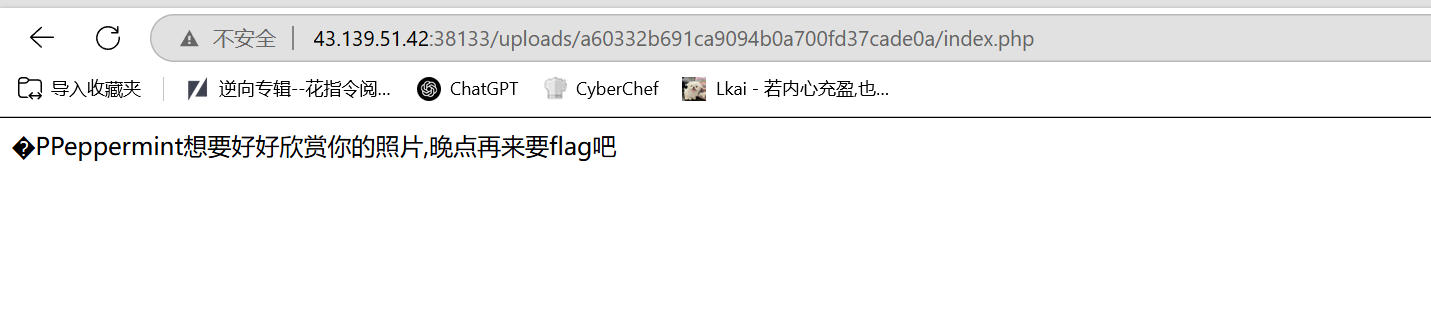 不安全 43.139.51.42:38133/uploads/a60332b691ca9094b0a700fd37cade0a/index.php
导入收藏夹 逆向专辑--花指令阅... ChatGPT CyberChef Lkai - 若内心充盈,也...
�PPeppermint想要好好欣赏你的照片,晚点再来要flag吧